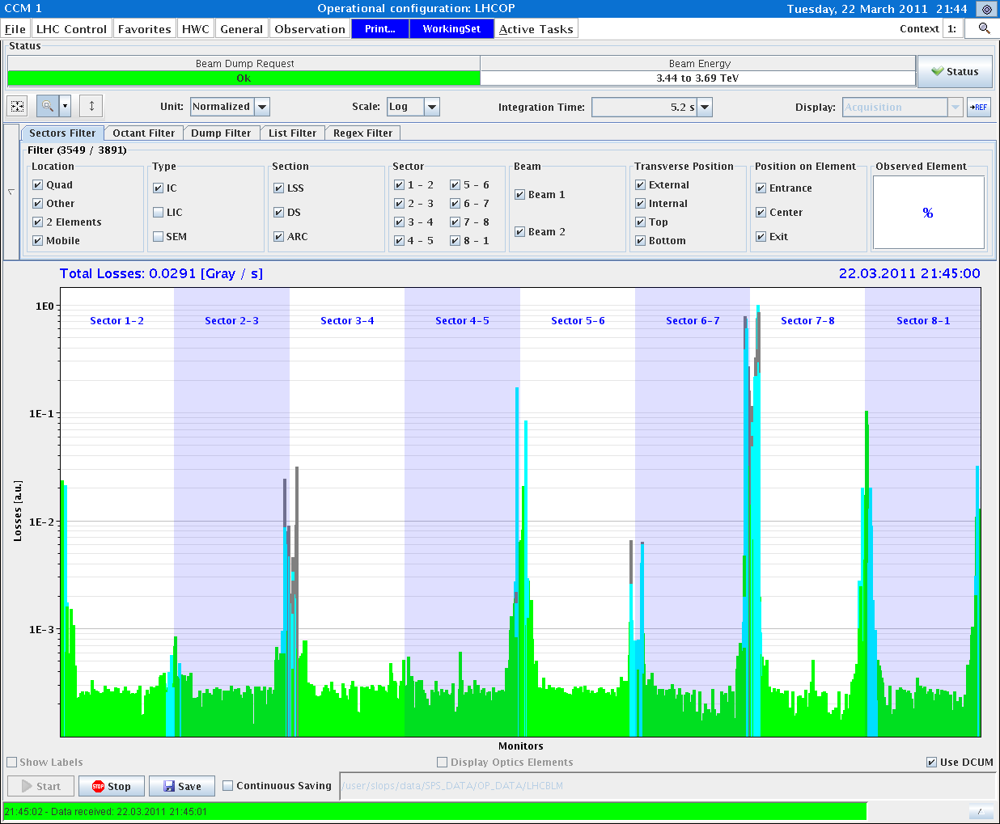 CCM 1 Operational configuration: LHCOP Tuesday, 22 March 2011 21:44
File LHC Control Favorites HWC General Observation Print... WorkingSet Active Tasks Context 1:
Status
Beam Dump Request Beam Energy
Ok 3.44 to 3.69 TeV
Status
Unit: Normalized Scale: Log Integration Time: 5.2 s Display: Acquisition →REF
Sectors Filter Octant Filter Dump Filter List Filter Regex Filter
Filter (3549 / 3891)
Location Type Section Sector Beam Transverse Position Position on Element Observed Element
Quad IC LSS 1 - 2 5 - 6 Beam 1 External Entrance
Other LIC DS 2 - 3 6 - 7 Internal Center %
2 Elements SEM ARC 3 - 4 7 - 8 Beam 2 Top Exit
Mobile 4 - 5 8 - 1 Bottom
Total Losses: 0.0291 [Gray / s] 22.03.2011 21:45:00
1E0
Sector 1-2 Sector 2-3 Sector 3-4 Sector 4-5 Sector 5-6 Sector 6-7 Sector 7-8 Sector 8-1
1E-1
1E-2
1E-3
Losses [a.u.]
Monitors
Show Labels Display Optics Elements Use DCUM
Start STOP Stop Save Continuous Saving /user/slops/data/SPS_DATA/OP_DATA/LHCBLM
21:45:02 - Data received: 22.03.2011 21:45:01